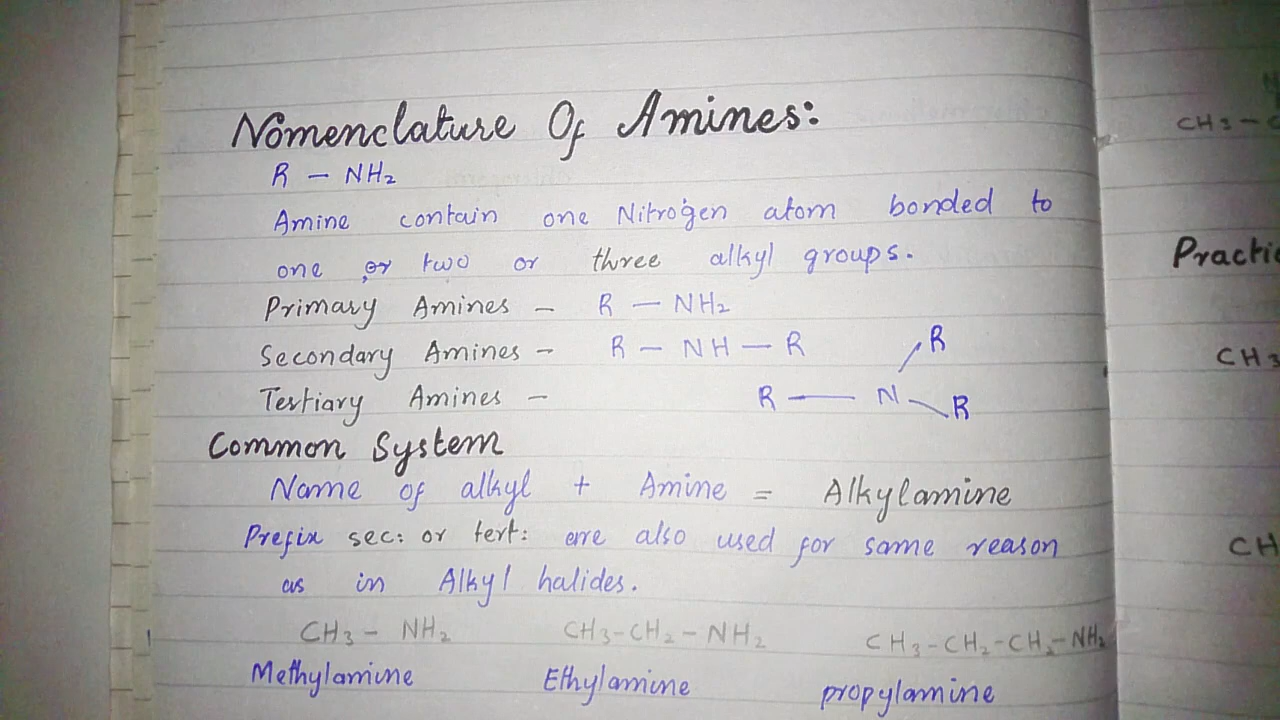 Nomenclature Of Amines:
R — NH₂
Amine contain one Nitrogen atom bonded to
one or two or three alkyl groups.
Primary Amines — R — NH₂
Secondary Amines — R — NH — R
R
Tertiary Amines — R — N
R
Common System
Name of alkyl + Amine = Alkylamine
Prefix sec: or tert: are also used for same reason
as in Alkyl halides.
CH₃ — NH₂ CH₃-CH₂ — NH₂ CH₃-CH₂-CH₂-NH₂
Methylamine Ethylamine propylamine
CH₃ —
CH₃
CH